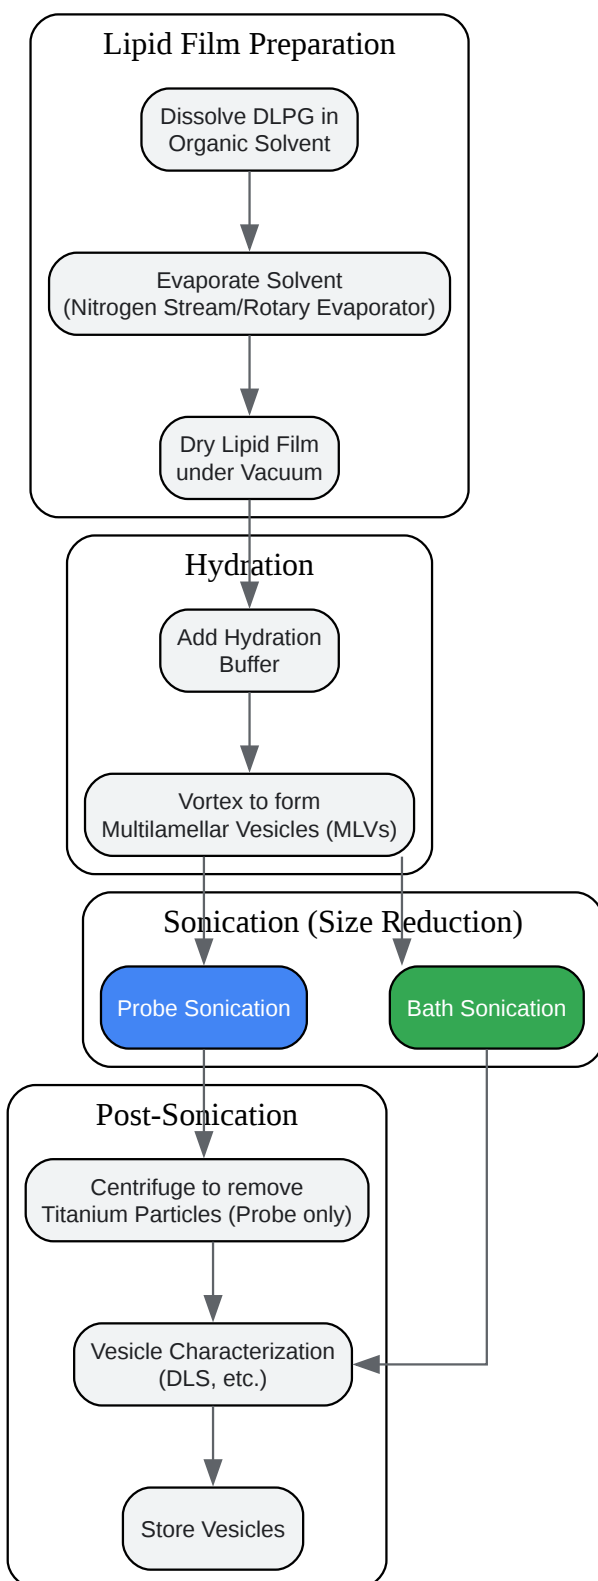 Lipid Film Preparation
Dissolve DLPG in
Organic Solvent
Evaporate Solvent
(Nitrogen Stream/Rotary Evaporator)
Dry Lipid Film
under Vacuum
Hydration
Add Hydration
Buffer
Vortex to form
Multilamellar Vesicles (MLVs)
Sonication (Size Reduction)
Probe Sonication
Bath Sonication
Post-Sonication
Centrifuge to remove
Titanium Particles (Probe only)
Vesicle Characterization
(DLS, etc.)
Store Vesicles